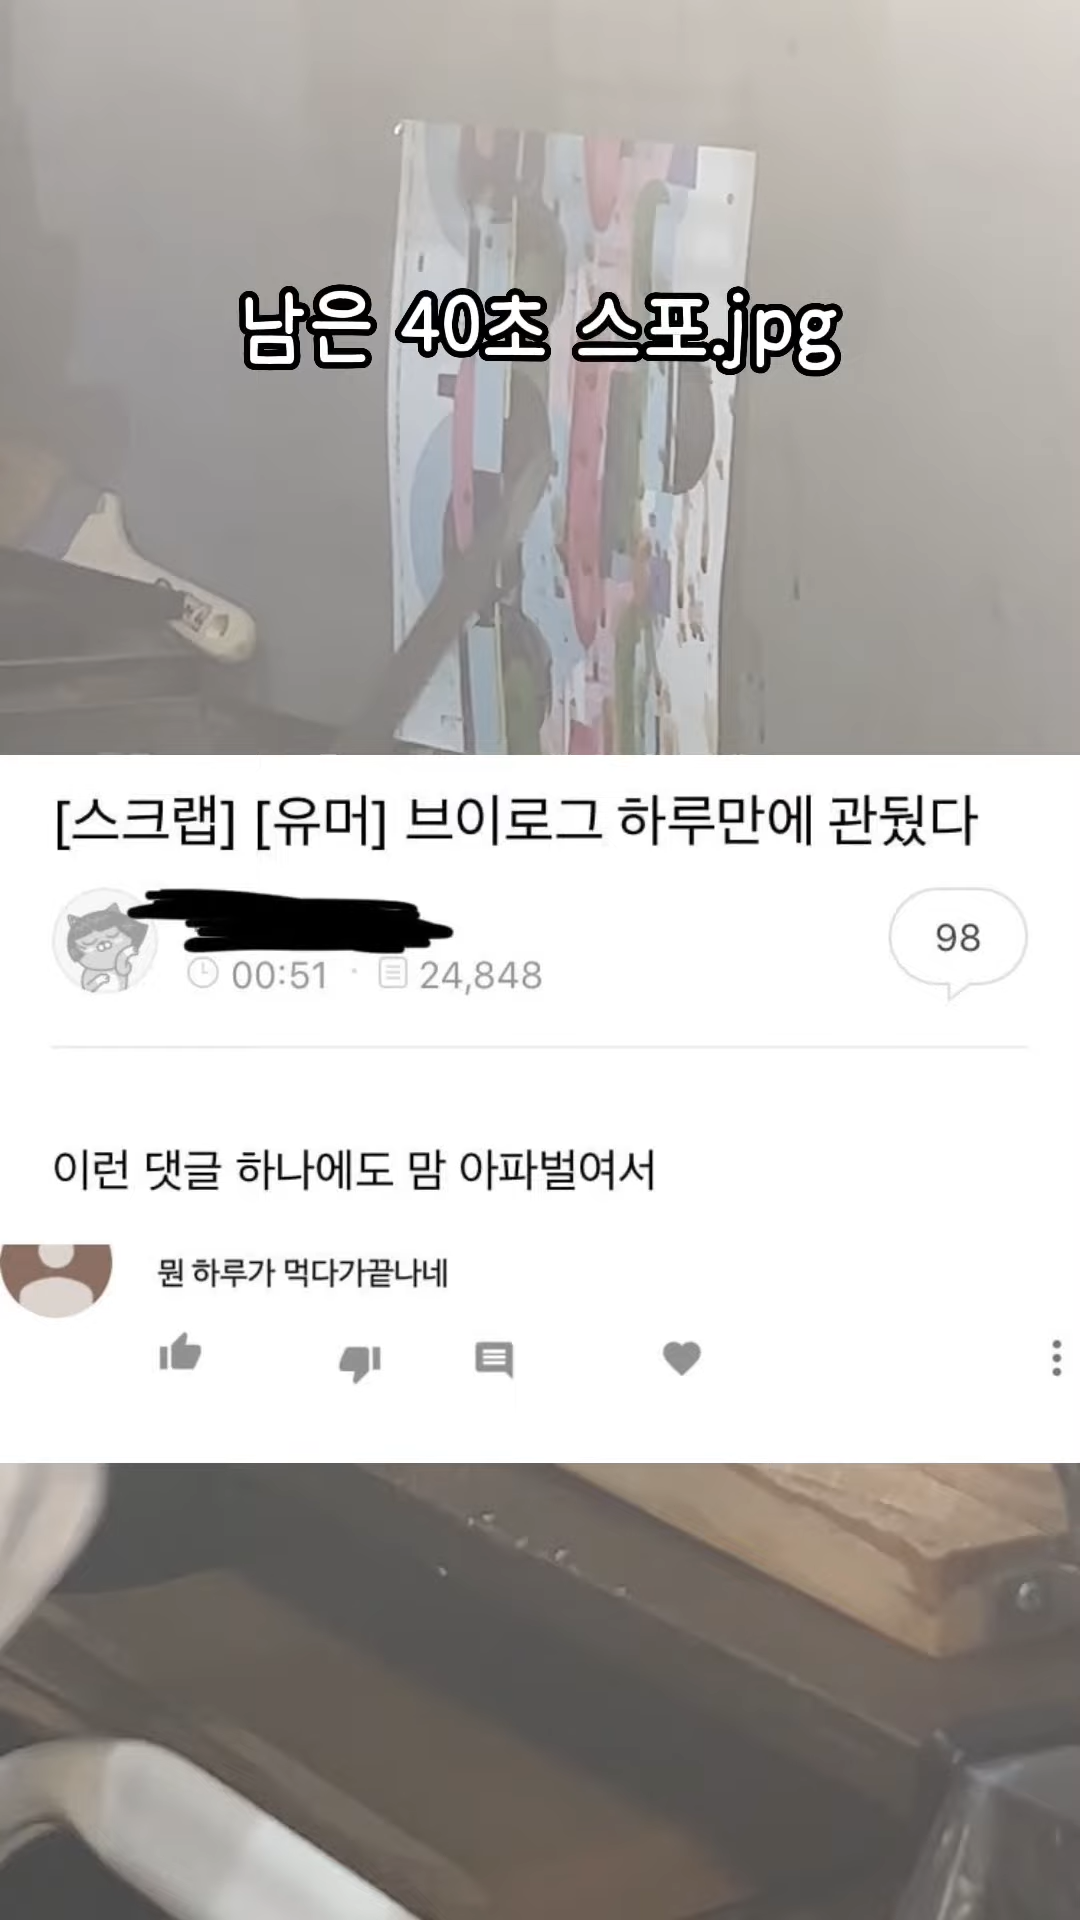 남은 40초 스포.jpg
[스크랩] [유머] 브이로그 하루만에 관뒀다
00:51 · 24,848
98
이런 댓글 하나에도 맘 아파벌여서
뭔 하루가 먹다가끝나네